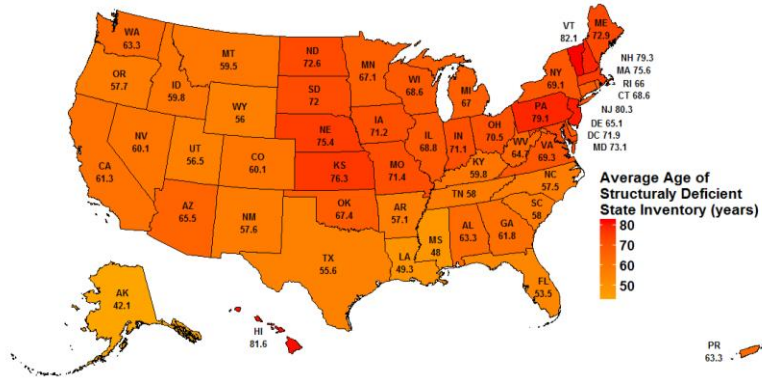 WA
63.3
OR
57.7
CA
61.3
NV
60.1
ID
59.8
MT
59.5
WY
56
UT
56.5
CO
60.1
AZ
65.5
NM
57.6
ND
72.6
SD
72
NE
75.4
KS
76.3
OK
67.4
TX
55.6
MN
67.1
IA
71.2
MO
71.4
AR
57.1
LA
49.3
WI
68.6
IL
68.8
MS
48
MI
67
IN
71.1
OH
70.5
KY
59.8
TN 58
AL
63.3
GA
61.8
FL
53.5
SC
58
NC
57.5
WV
64.7
VA
69.3
PA
79.1
NY
69.1
VT
82.1
ME
72.9
NH 79.3
MA 75.6
RI 66
CT 68.6
NJ 80.3
DE 65.1
DC 71.9
MD 73.1
Average Age of
Structuraly Deficient
State Inventory (years)
80
70
60
50
AK
42.1
HI
81.6
PR
63.3